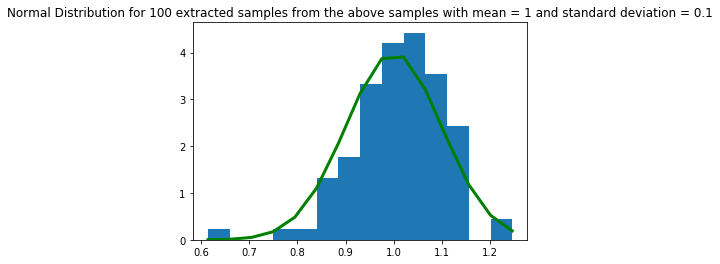 Normal Distribution for 100 extracted samples from the above samples with mean = 1 and standard deviation = 0.1
4
3
2
1
0
0.6 0.7 0.8 0.9 1.0 1.1 1.2